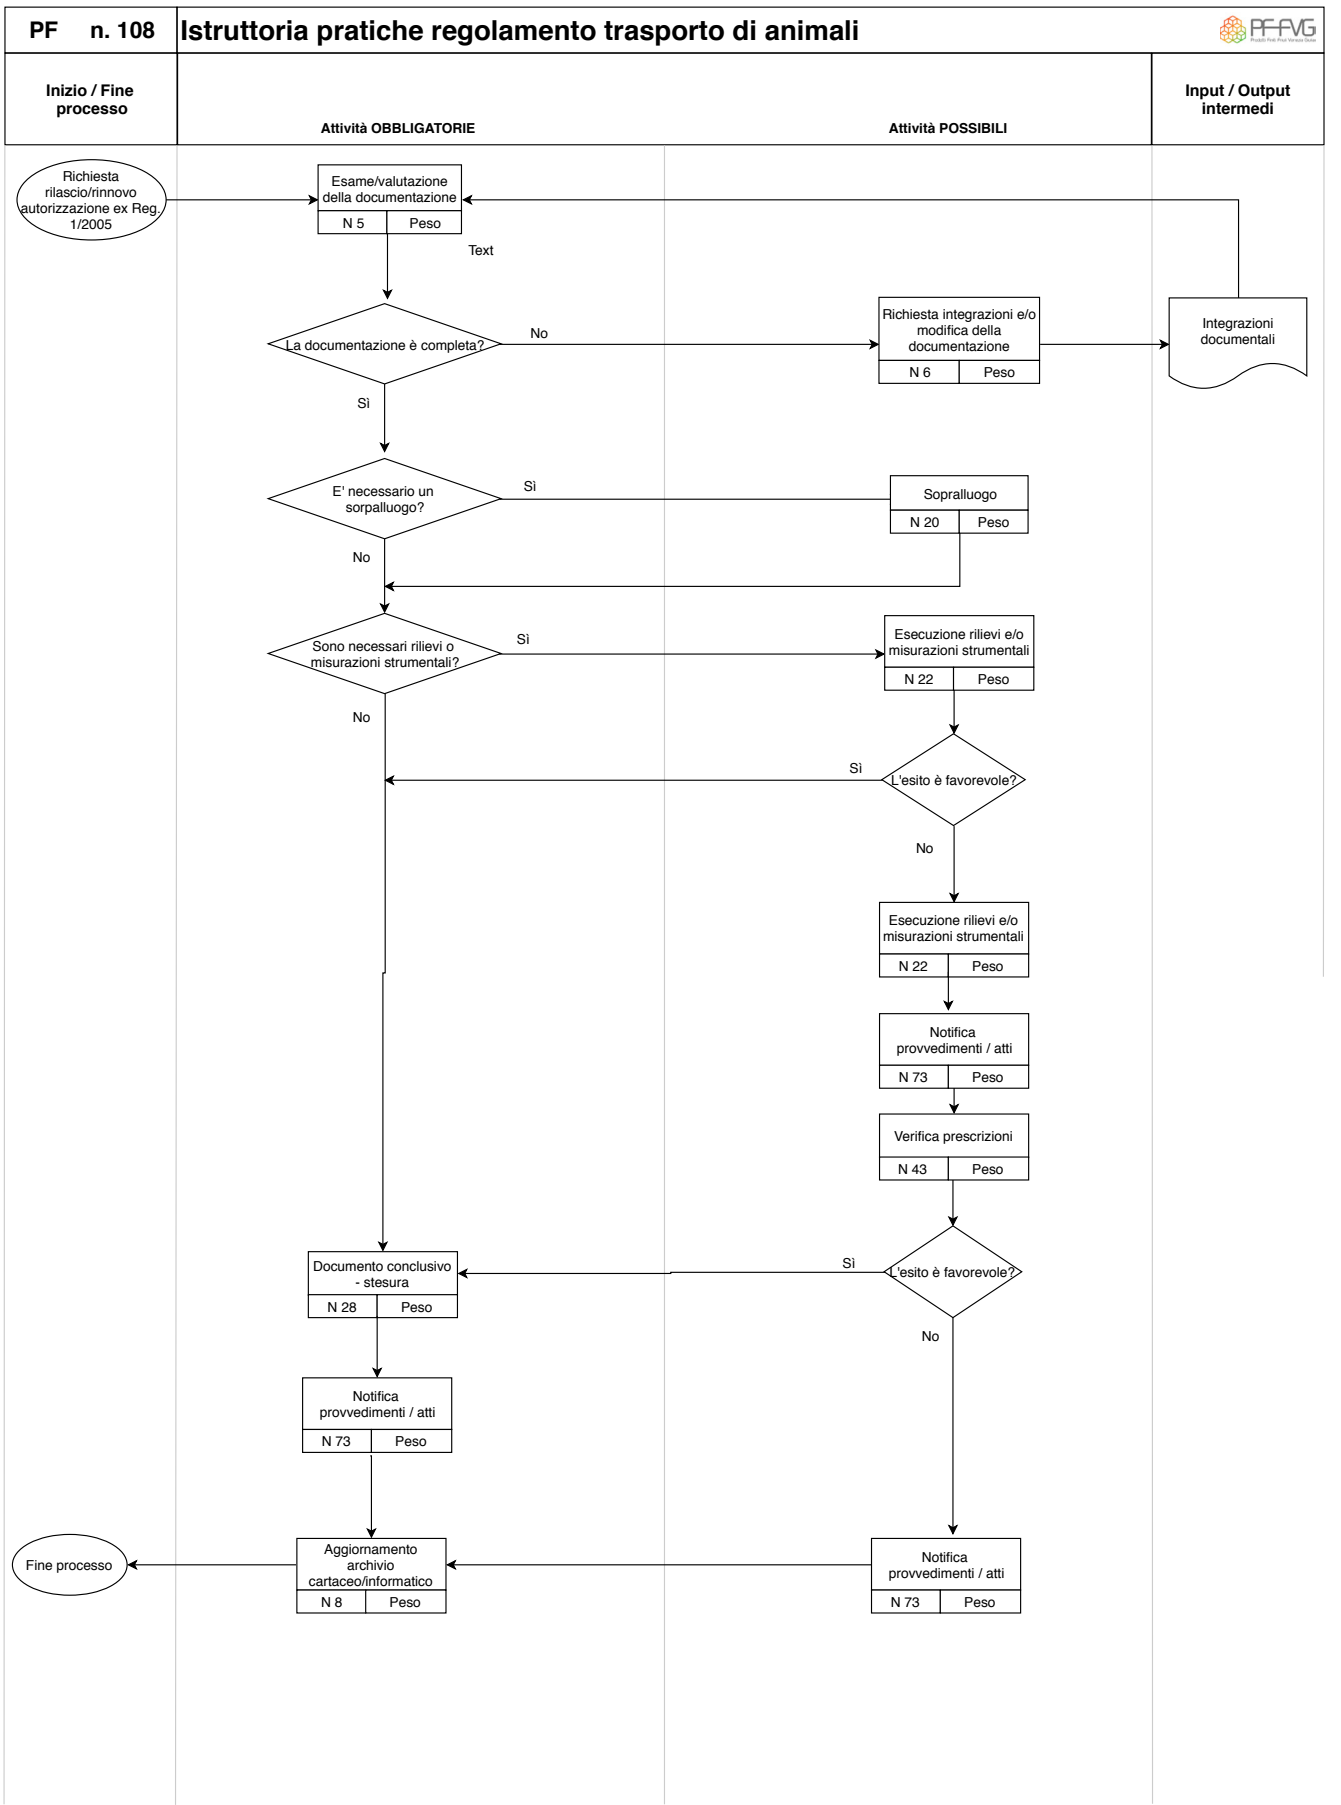 PF n. 108
Istruttoria pratiche regolamento trasporto di animali
PF-FVG
Inizio / Fine
processo
Attività OBBLIGATORIE
Attività POSSIBILI
Input / Output
intermedi
Richiesta
rilascio/rinnovo
autorizzazione ex Reg.
1/2005
Esame/valutazione
della documentazione
N 5
Peso
Text
La documentazione è completa?
No
Richiesta integrazioni e/o
modifica della
documentazione
N 6
Peso
Integrazioni
documentali
Sì
E' necessario un
sorpalluogo?
Sì
Sopralluogo
N 20
Peso
No
Sono necessari rilievi o
misurazioni strumentali?
Sì
Esecuzione rilievi e/o
misurazioni strumentali
N 22
Peso
No
Sì
L'esito è favorevole?
No
Esecuzione rilievi e/o
misurazioni strumentali
N 22
Peso
Notifica
provvedimenti / atti
N 73
Peso
Verifica prescrizioni
N 43
Peso
Documento conclusivo
- stesura
N 28
Peso
Sì
L'esito è favorevole?
No
Notifica
provvedimenti / atti
N 73
Peso
Fine processo
Aggiornamento
archivio
cartaceo/informatico
N 8
Peso
Notifica
provvedimenti / atti
N 73
Peso